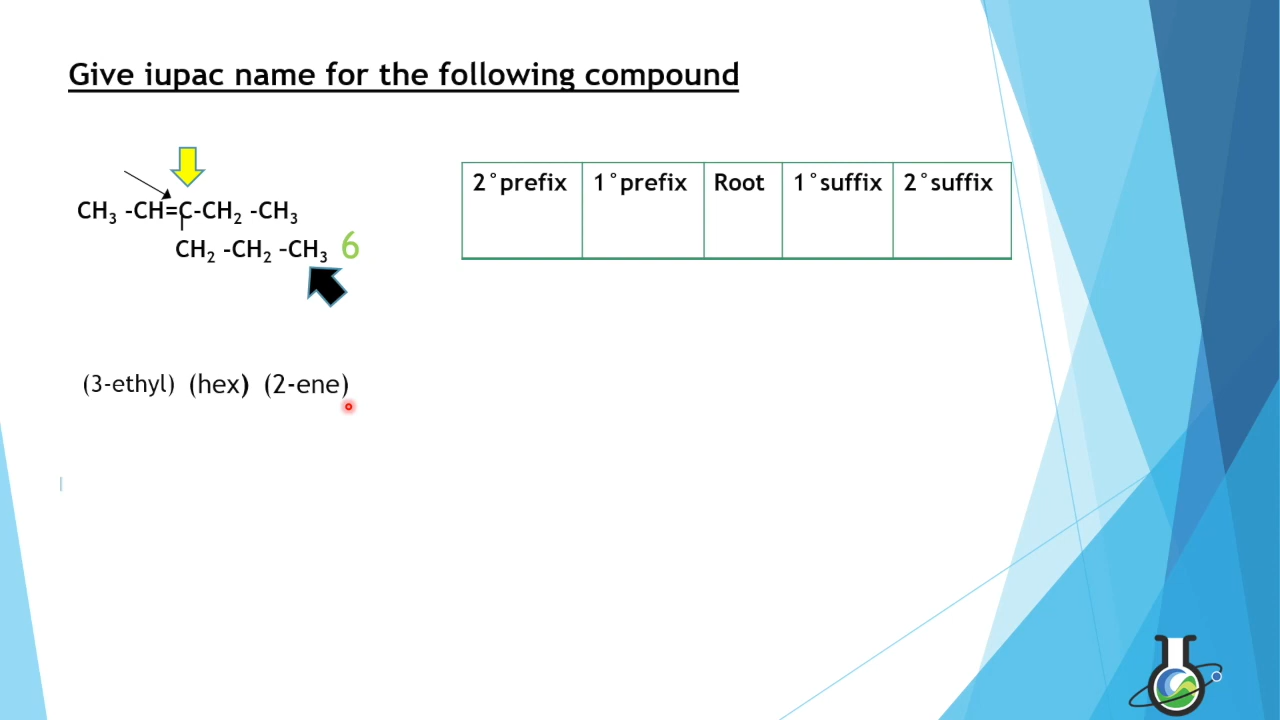 Give iupac name for the following compound
2°prefix 1°prefix Root 1°suffix 2°suffix
CH₃ -CH=C-CH₂ -CH₃
CH₂ -CH₂ –CH₃ 6
(3-ethyl) (hex) (2-ene)